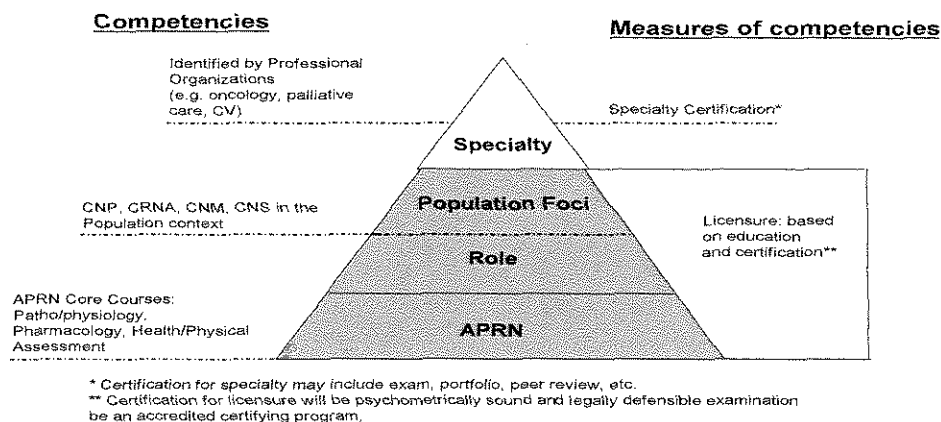 Competencies
Measures of competencies
Identified by Professional
Organizations
(e.g. oncology, palliative
care, CV)
Specialty Certification*
Specialty
CNP, CRNA, CNM, CNS in the
Population context
Population Foci
Licensure: based
on education
and certification**
Role
APRN Core Courses:
Patho/physiology,
Pharmacology, Health/Physical
Assessment
APRN
* Certification for specialty may include exam, portfolio, peer review, etc.
** Certification for licensure will be psychometrically sound and legally defensible examination
be an accredited certifying program.